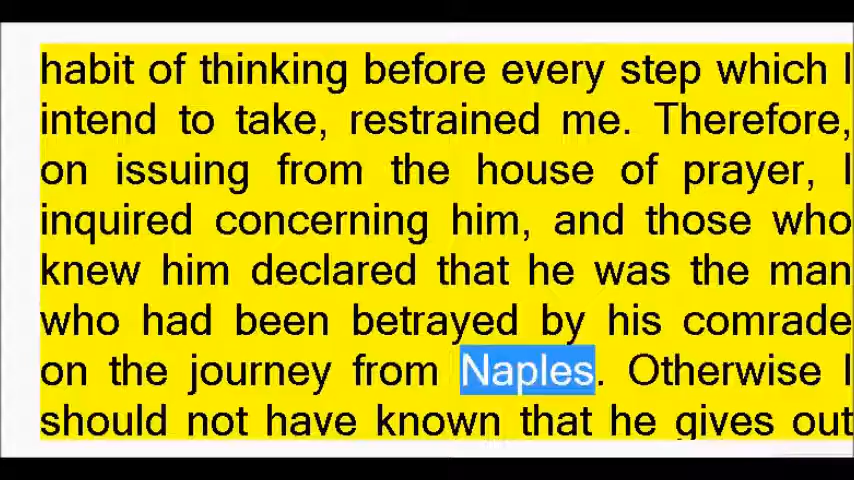 habit of thinking before every step which I
intend to take, restrained me. Therefore,
on issuing from the house of prayer, I
inquired concerning him, and those who
knew him declared that he was the man
who had been betrayed by his comrade
on the journey from Naples. Otherwise I
should not have known that he gives out